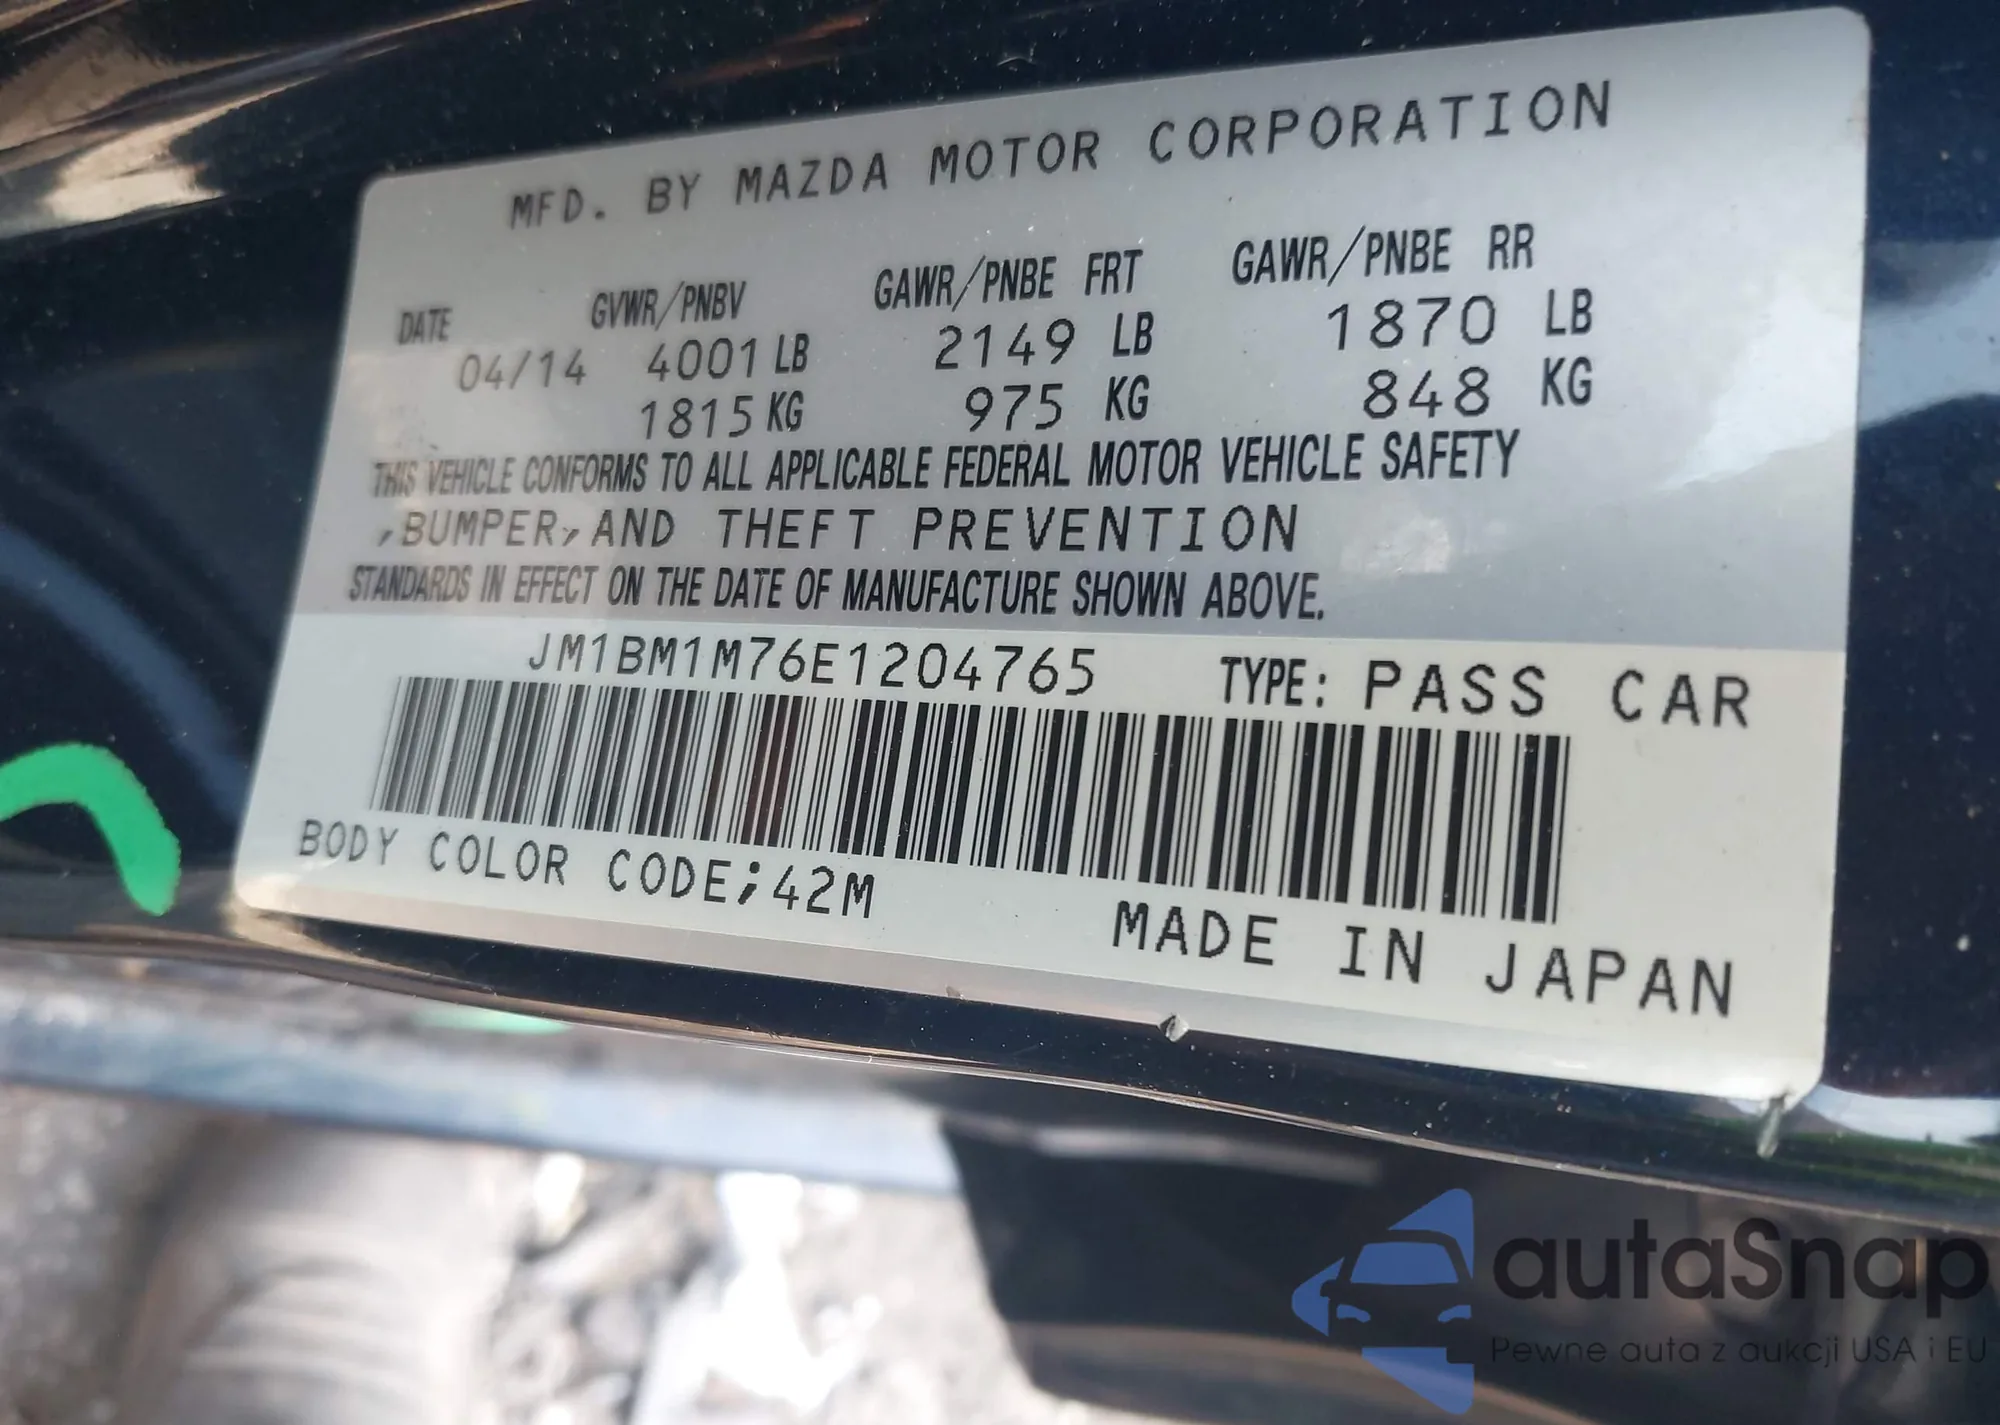 MFD. BY MAZDA MOTOR CORPORATION
DATE GVWR/PNBV GAWR/PNBE FRT GAWR/PNBE RR
04/14 4001 LB 2149 LB 1870 LB
1815 KG 975 KG 848 KG
THIS VEHICLE CONFORMS TO ALL APPLICABLE FEDERAL MOTOR VEHICLE SAFETY
,BUMPER,AND THEFT PREVENTION
STANDARDS IN EFFECT ON THE DATE OF MANUFACTURE SHOWN ABOVE.
JM1BM1M76E1204765 TYPE: PASS CAR
BODY COLOR CODE;42M
MADE IN JAPAN
autaSnap
Pewne auta z aukcji USA i EU